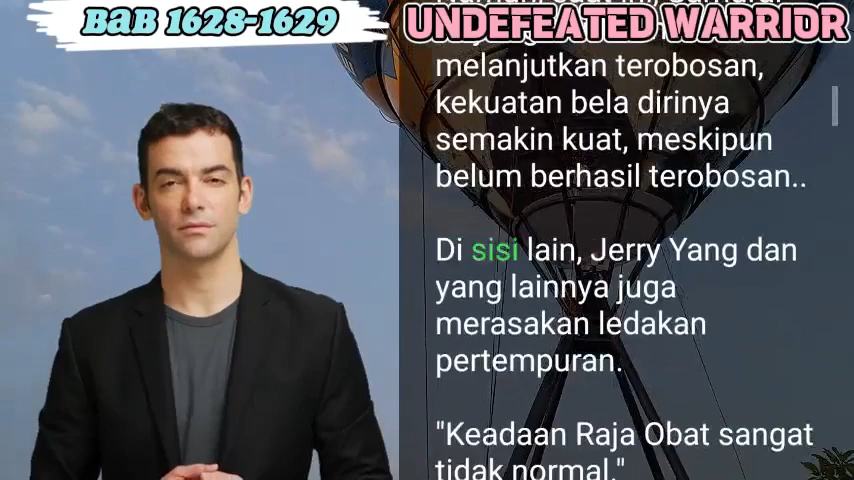 BaB 1628-1629
UNDEFEATED WARRIOR
melanjutkan terobosan,
kekuatan bela dirinya
semakin kuat, meskipun
belum berhasil terobosan..
Di sisi lain, Jerry Yang dan
yang lainnya juga
merasakan ledakan
pertempuran.
"Keadaan Raja Obat sangat
tidak normal."